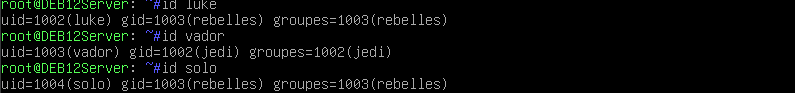 root@DEB12Server: ~#id luke
uid=1002(luke) gid=1003(rebelles) groupes=1003(rebelles)
root@DEB12Server: ~#id vador
uid=1003(vador) gid=1002(jedi) groupes=1002(jedi)
root@DEB12Server: ~#id solo
uid=1004(solo) gid=1003(rebelles) groupes=1003(rebelles)